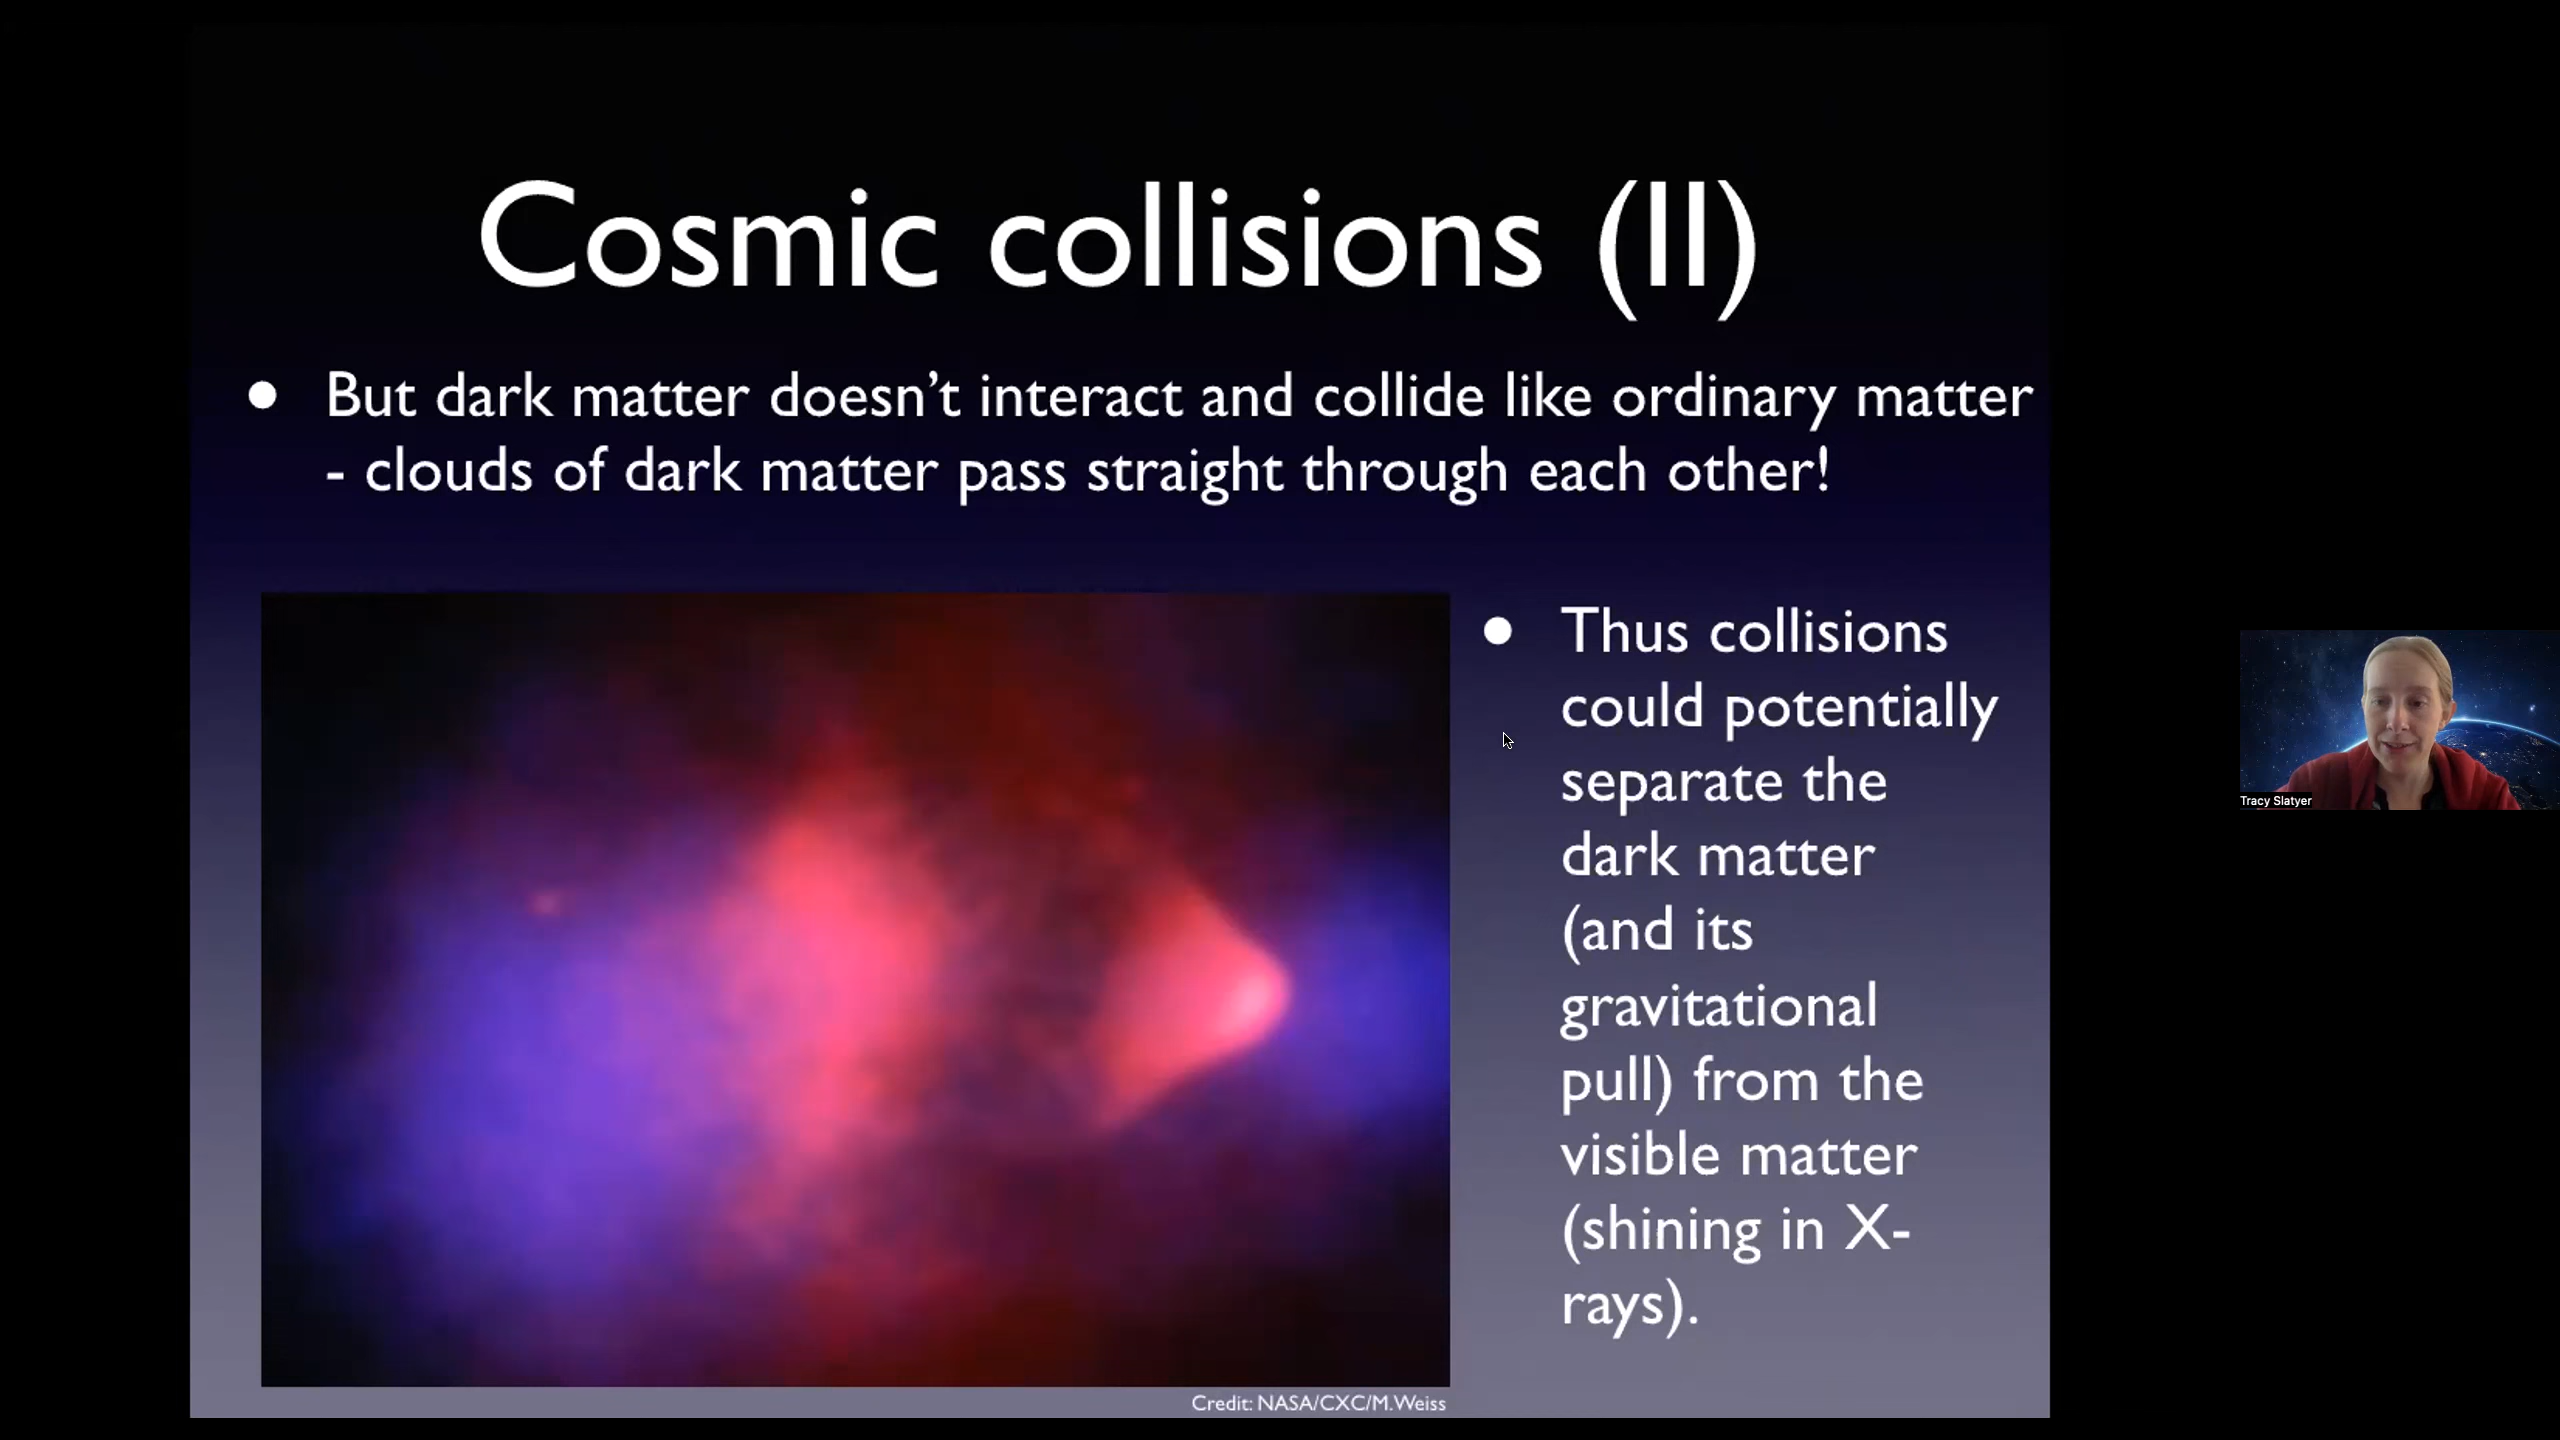 Cosmic collisions (II)
• But dark matter doesn’t interact and collide like ordinary matter
- clouds of dark matter pass straight through each other!
• Thus collisions
could potentially
separate the
dark matter
(and its
gravitational
pull) from the
visible matter
(shining in X-
rays).
Credit: NASA/CXC/M.Weiss
Tracy Slatyer